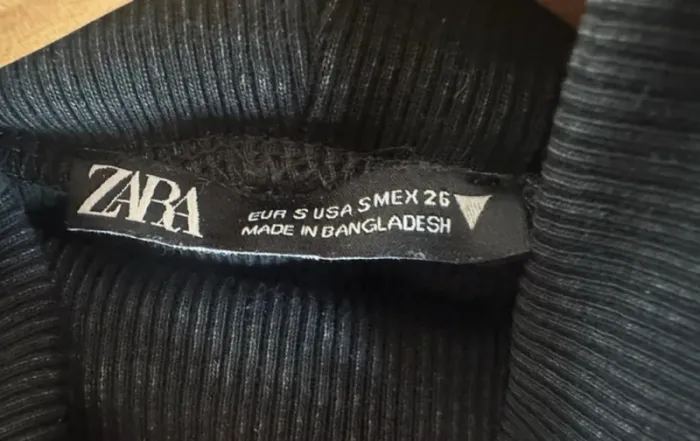 ZARA
EUR S USA S MEX 26
MADE IN BANGLADESH